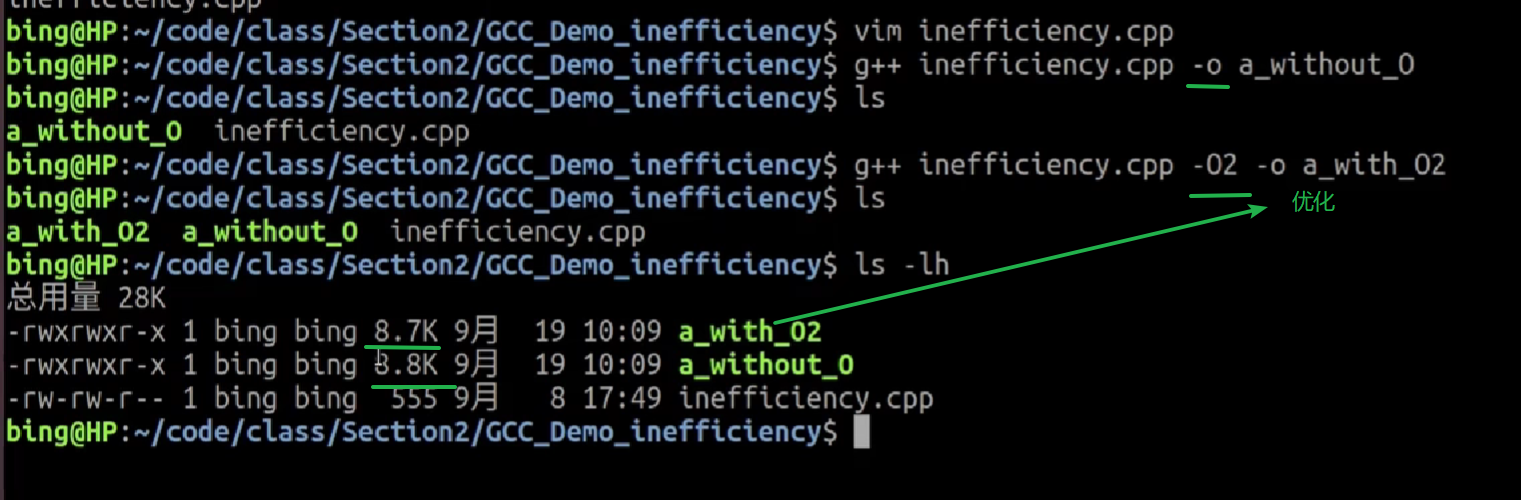 bing@HP:~/code/class/Section2/GCC_Demo_inefficiency$ vim inefficiency.cpp
bing@HP:~/code/class/Section2/GCC_Demo_inefficiency$ g++ inefficiency.cpp -o a_without_O
bing@HP:~/code/class/Section2/GCC_Demo_inefficiency$ ls
a_without_O  inefficiency.cpp
bing@HP:~/code/class/Section2/GCC_Demo_inefficiency$ g++ inefficiency.cpp -O2 -o a_with_O2
bing@HP:~/code/class/Section2/GCC_Demo_inefficiency$ ls
优化
a_with_O2  a_without_O  inefficiency.cpp
bing@HP:~/code/class/Section2/GCC_Demo_inefficiency$ ls -lh
总用量 28K
-rwxrwxr-x 1 bing bing 8.7K 9月  19 10:09 a_with_O2
-rwxrwxr-x 1 bing bing 8.8K 9月  19 10:09 a_without_O
-rw-rw-r-- 1 bing bing  555 9月   8 17:49 inefficiency.cpp
bing@HP:~/code/class/Section2/GCC_Demo_inefficiency$